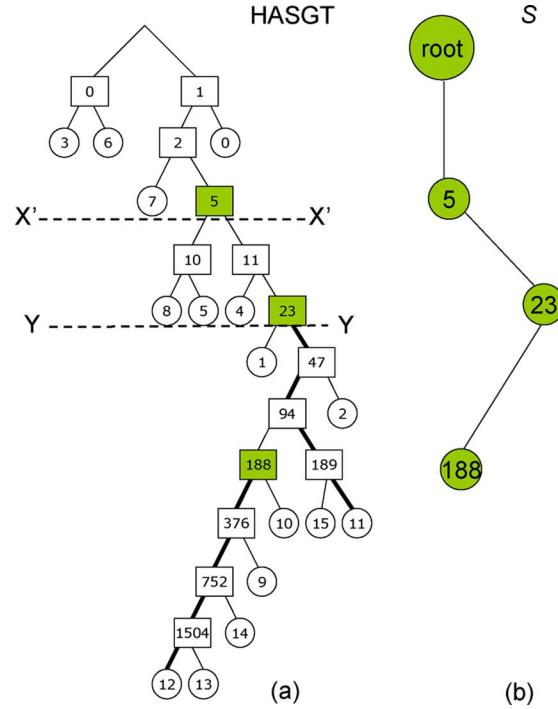 HASGT S
root
0 1
3 6 2 0
7 5 5
X' X'
10 11
8 5 4 23 23
Y Y
1 47
94 2
188 189 188
376 10 15 11
752 9
1504 14
12 13 (a) (b)